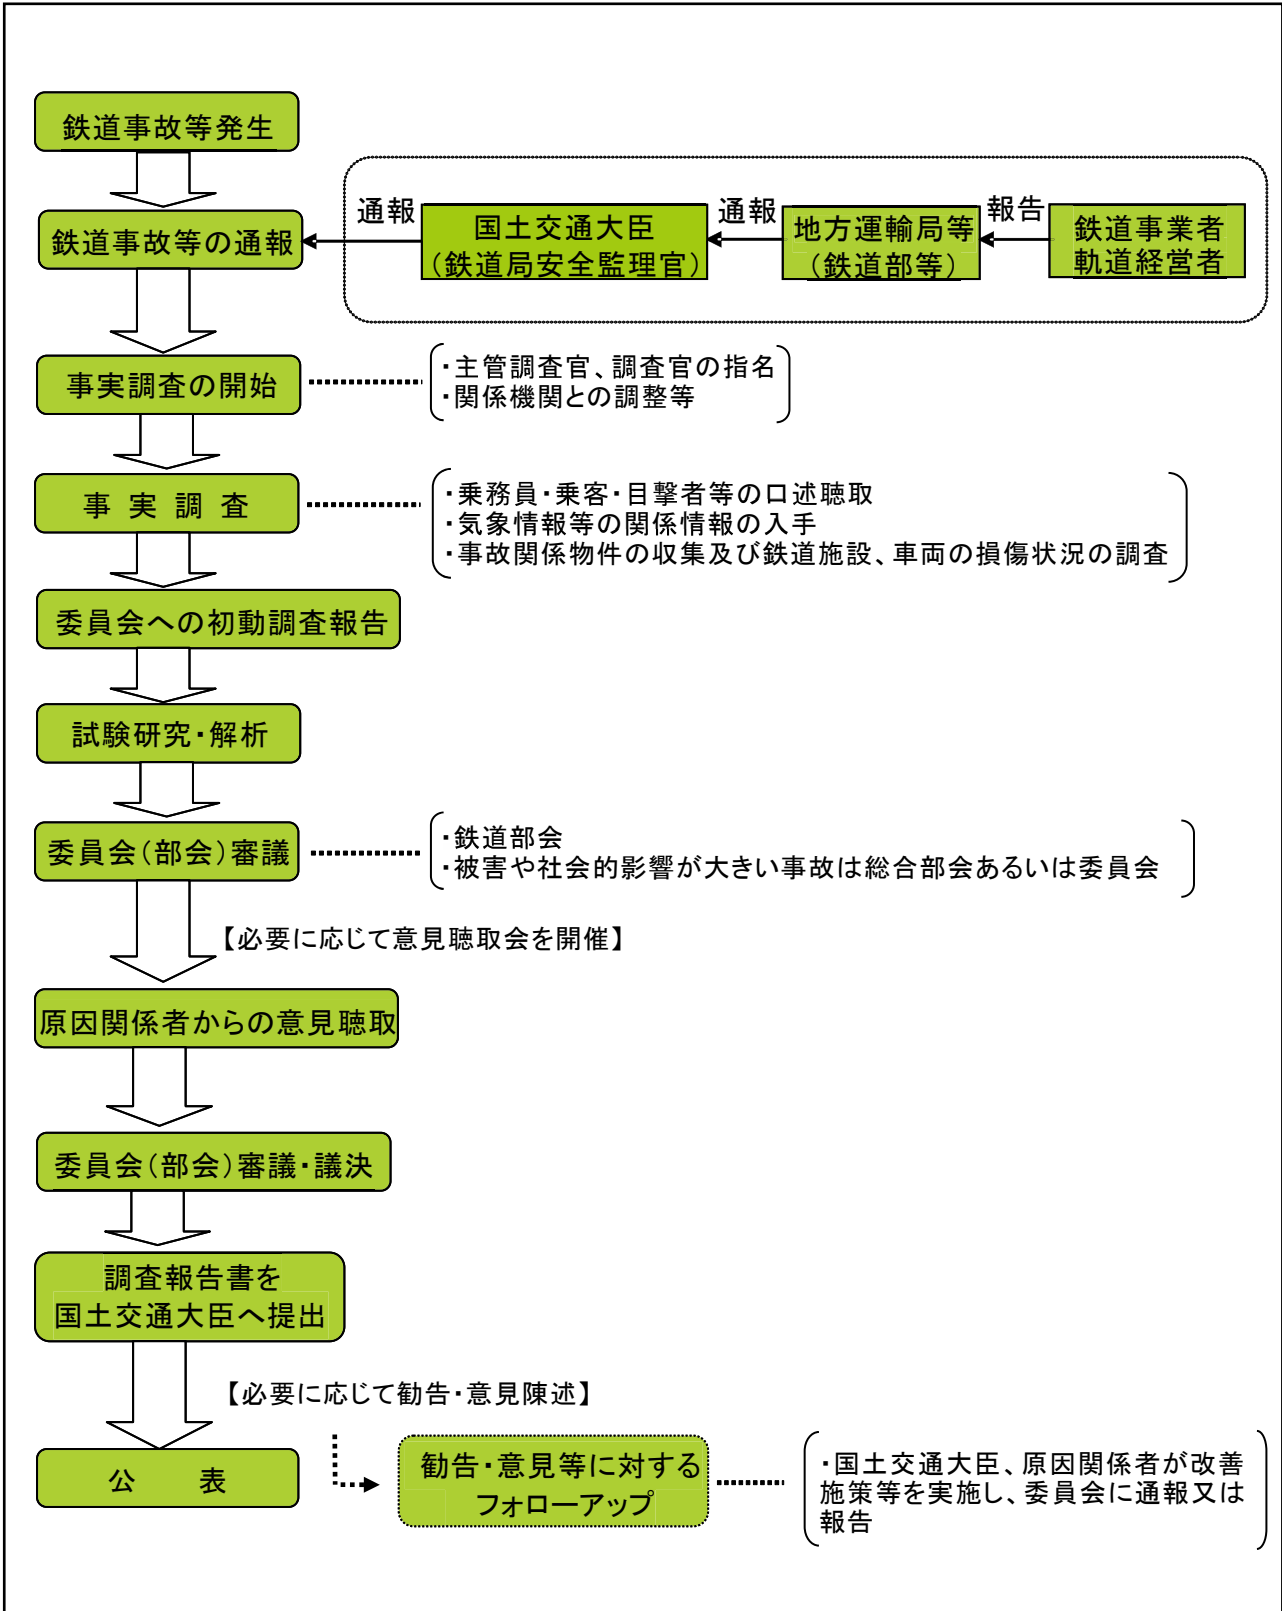 鉄道事故等発生
通報
国土交通大臣
(鉄道局安全監理官)
通報
地方運輸局等
(鉄道部等)
報告
鉄道事業者
軌道経営者
鉄道事故等の通報
事実調査の開始
・主管調査官、調査官の指名
・関係機関との調整等
事 実 調 査
・乗務員・乗客・目撃者等の口述聴取
・気象情報等の関係情報の入手
・事故関係物件の収集及び鉄道施設、車両の損傷状況の調査
委員会への初動調査報告
試験研究・解析
委員会(部会)審議
・鉄道部会
・被害や社会的影響が大きい事故は総合部会あるいは委員会
【必要に応じて意見聴取会を開催】
原因関係者からの意見聴取
委員会(部会)審議・議決
調査報告書を
国土交通大臣へ提出
【必要に応じて勧告・意見陳述】
公 表
勧告・意見等に対する
フォローアップ
・国土交通大臣、原因関係者が改善
施策等を実施し、委員会に通報又は
報告